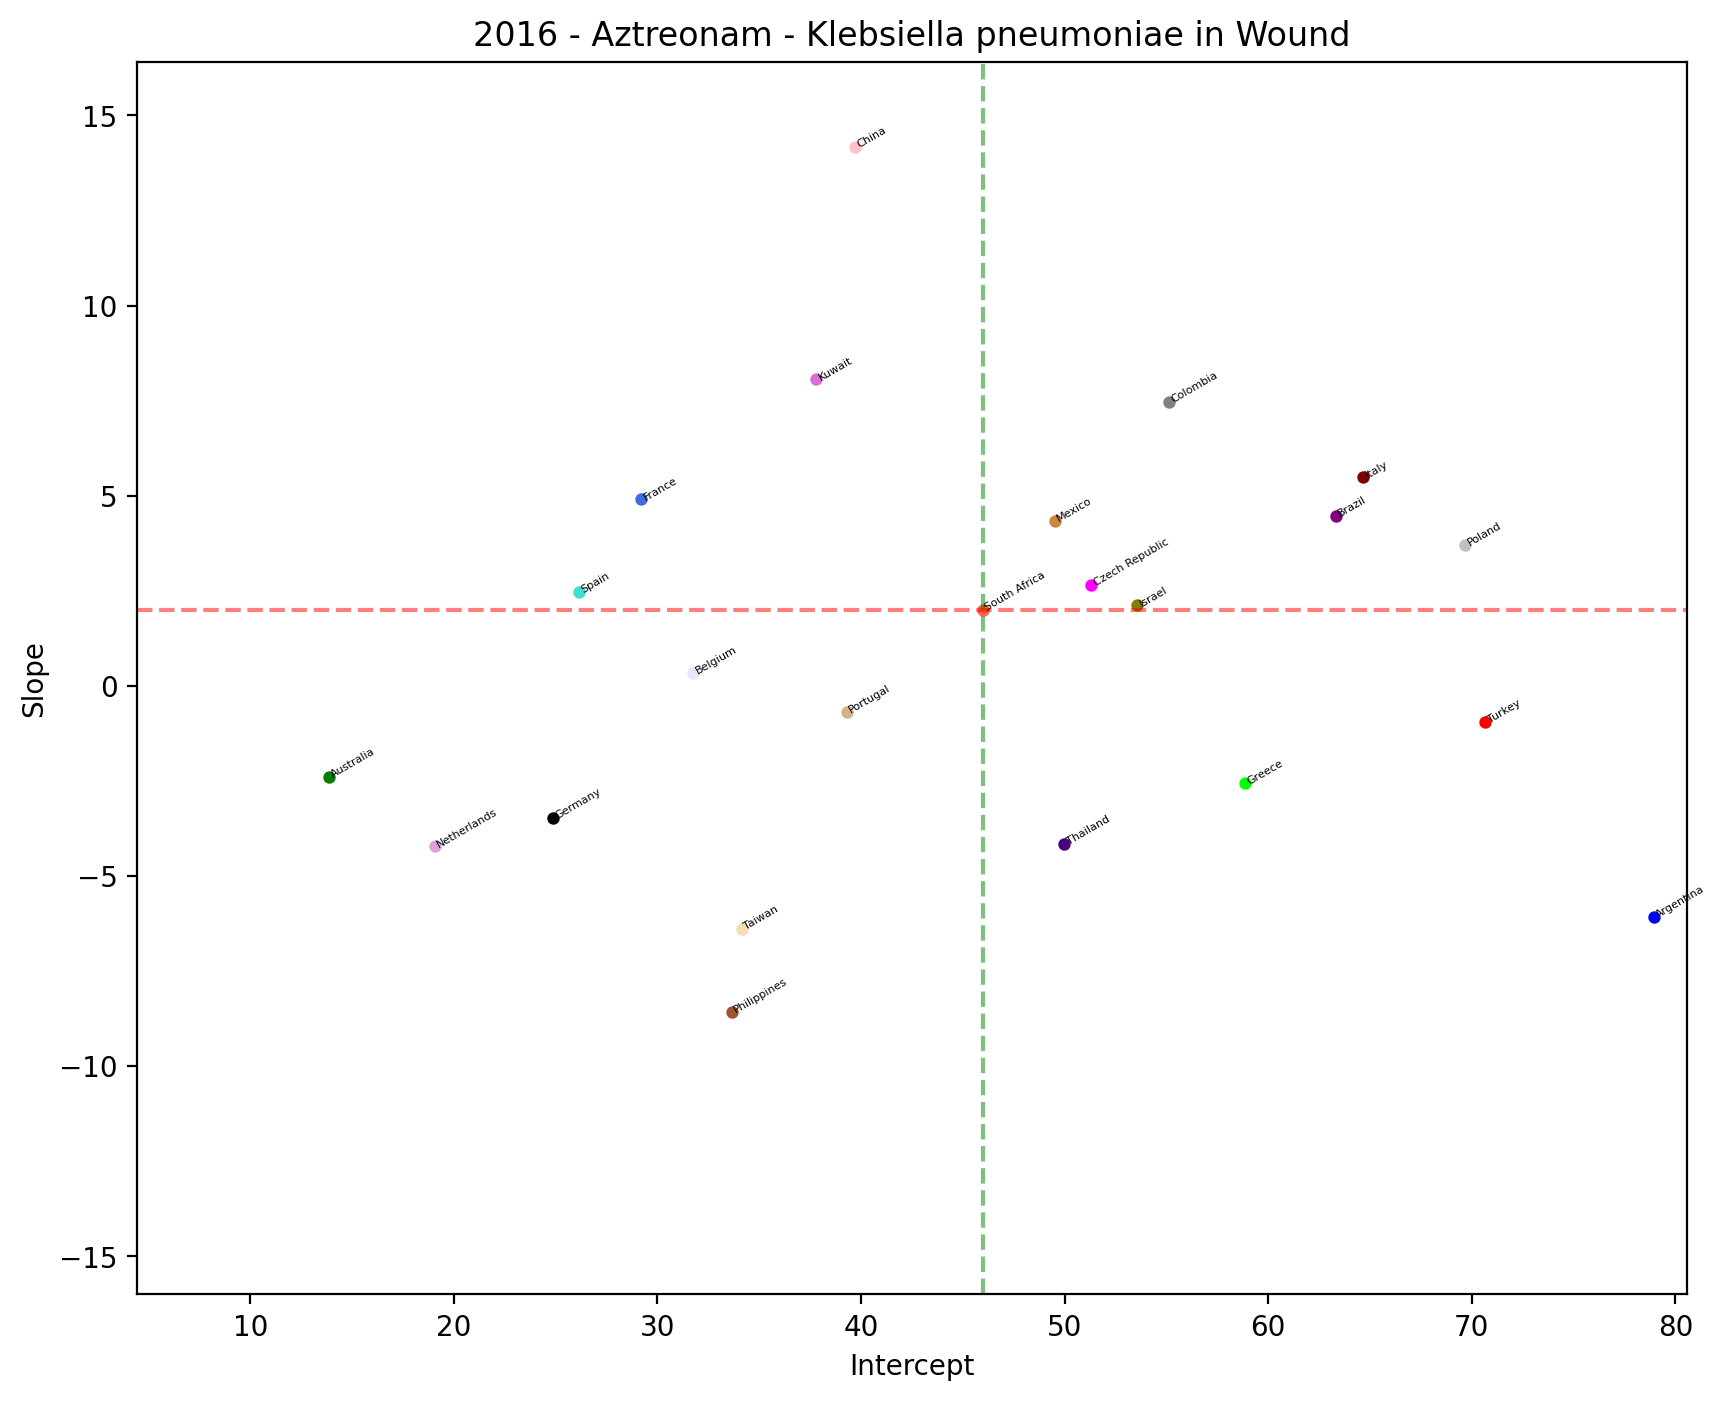 2016 - Aztreonam - Klebsiella pneumoniae in Wound
15
10
5
0
−5
−10
−15
Slope
China
Kuwait
Colombia
Italy
France
Brazil
Mexico
Poland
Czech Republic
Spain
South Africa
Israel
Belgium
Portugal
Turkey
Australia
Greece
Germany
Netherlands
Thailand
Argentina
Taiwan
Philippines
10 20 30 40 50 60 70 80
Intercept